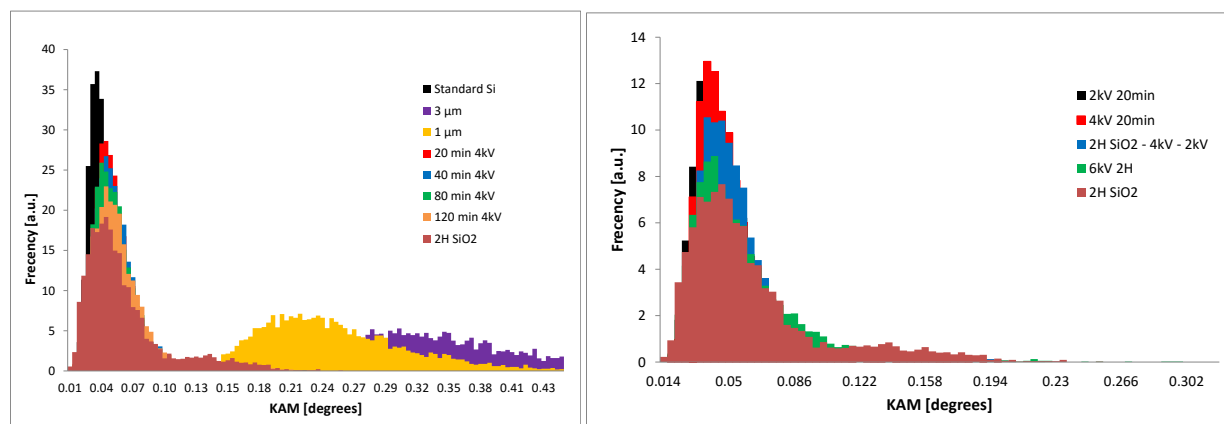 40
35
30
25
20
15
10
5
0
Frecency [a.u.]
0.01 0.04 0.07 0.10 0.13 0.15 0.18 0.21 0.24 0.27 0.29 0.32 0.35 0.38 0.41 0.43
KAM [degrees]
Standard Si
3 µm
1 µm
20 min 4kV
40 min 4kV
80 min 4kV
120 min 4kV
2H SiO2
14
12
10
8
6
4
2
0
Frecency [a.u.]
0.014 0.05 0.086 0.122 0.158 0.194 0.23 0.266 0.302
KAM [degrees]
2kV 20min
4kV 20min
2H SiO2 - 4kV - 2kV
6kV 2H
2H SiO2